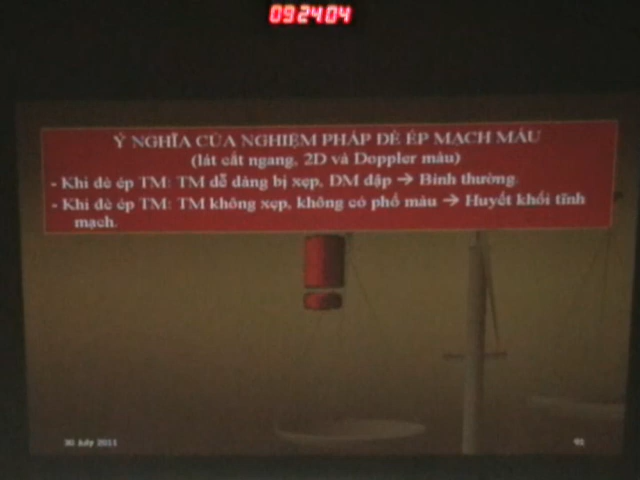 09:24:04
Ý NGHĨA CỦA NGHIỆM PHÁP ĐÈ ÉP MẠCH MÁU
(lát cắt ngang, 2D và Doppler màu)
- Khi đè ép TM: TM dễ dàng bị xẹp, ĐM đập → Bình thường.
- Khi đè ép TM: TM không xẹp, không có phổ màu → Huyết khối tĩnh
mạch.
30 July 2011